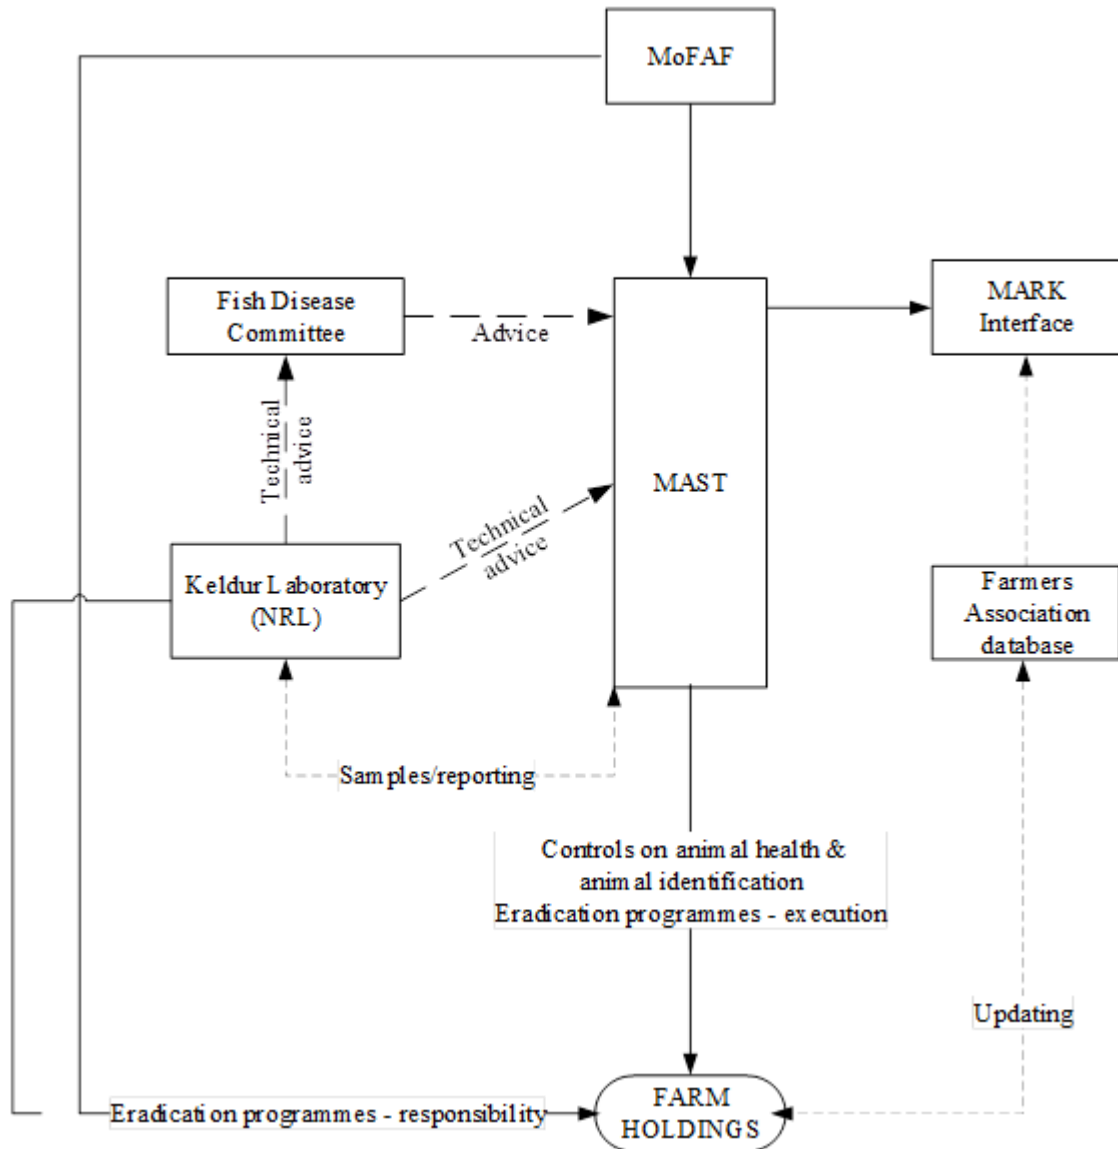 MoFAF
MARK
Interface
Fish Disease
Committee
Advice
Technical
advice
MAST
Technical
advice
Keldur Laboratory
(NRL)
Farmers
Association
database
Samples/reporting
Controls on animal health &
animal identification
Eradication programmes - execution
Updating
Eradication programmes - responsibility
FARM
HOLDINGS